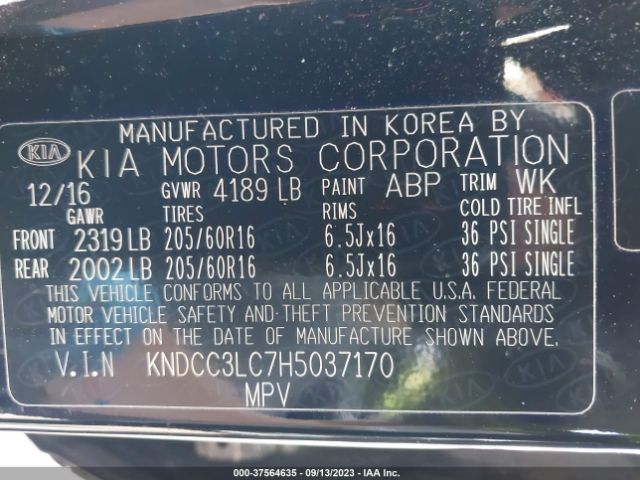 MANUFACTURED IN KOREA BY
KIA KIA MOTORS CORPORATION
12/16 GVWR 4189 LB PAINT ABP TRIM WK
GAWR TIRES RIMS COLD TIRE INFL
FRONT 2319 LB 205/60R16 6.5Jx16 36 PSI SINGLE
REAR 2002 LB 205/60R16 6.5Jx16 36 PSI SINGLE
THIS VEHICLE CONFORMS TO ALL APPLICABLE U.S.A. FEDERAL
MOTOR VEHICLE SAFETY AND THEFT PREVENTION STANDARDS
IN EFFECT ON THE DATE OF MANUFACTURE SHOWN ABOVE.
V.I.N KNDCC3LC7H5037170
MPV
000-37564635 - 09/13/2023 - IAA Inc.